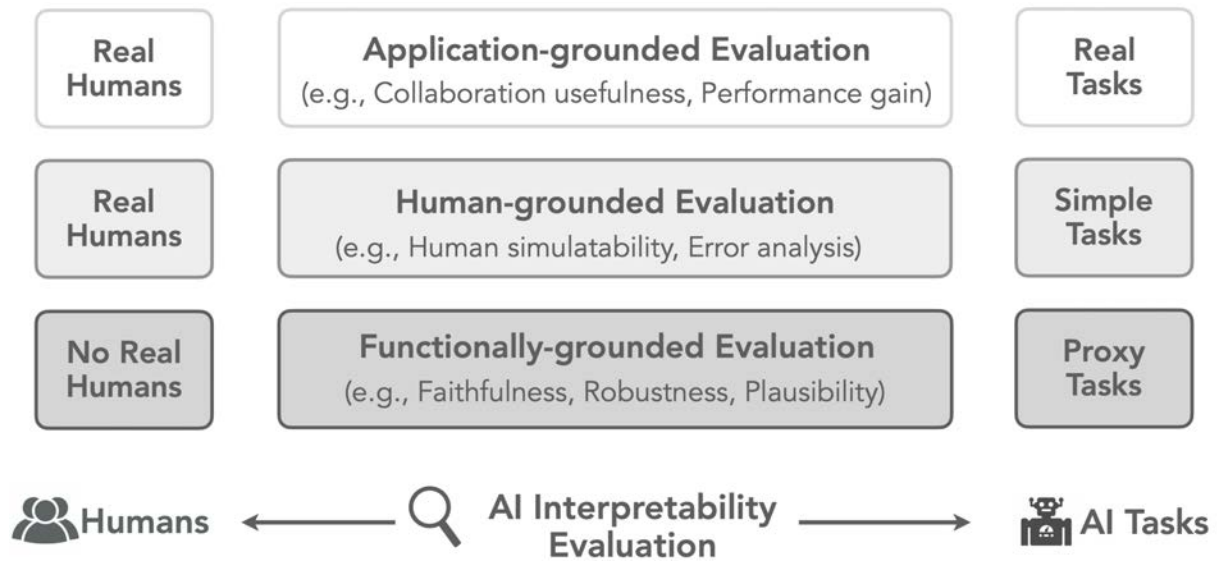 Real
Humans
Application-grounded Evaluation
(e.g., Collaboration usefulness, Performance gain)
Real
Tasks
Real
Humans
Human-grounded Evaluation
(e.g., Human simulatability, Error analysis)
Simple
Tasks
No Real
Humans
Functionally-grounded Evaluation
(e.g., Faithfulness, Robustness, Plausibility)
Proxy
Tasks
Humans
AI Interpretability
Evaluation
AI Tasks